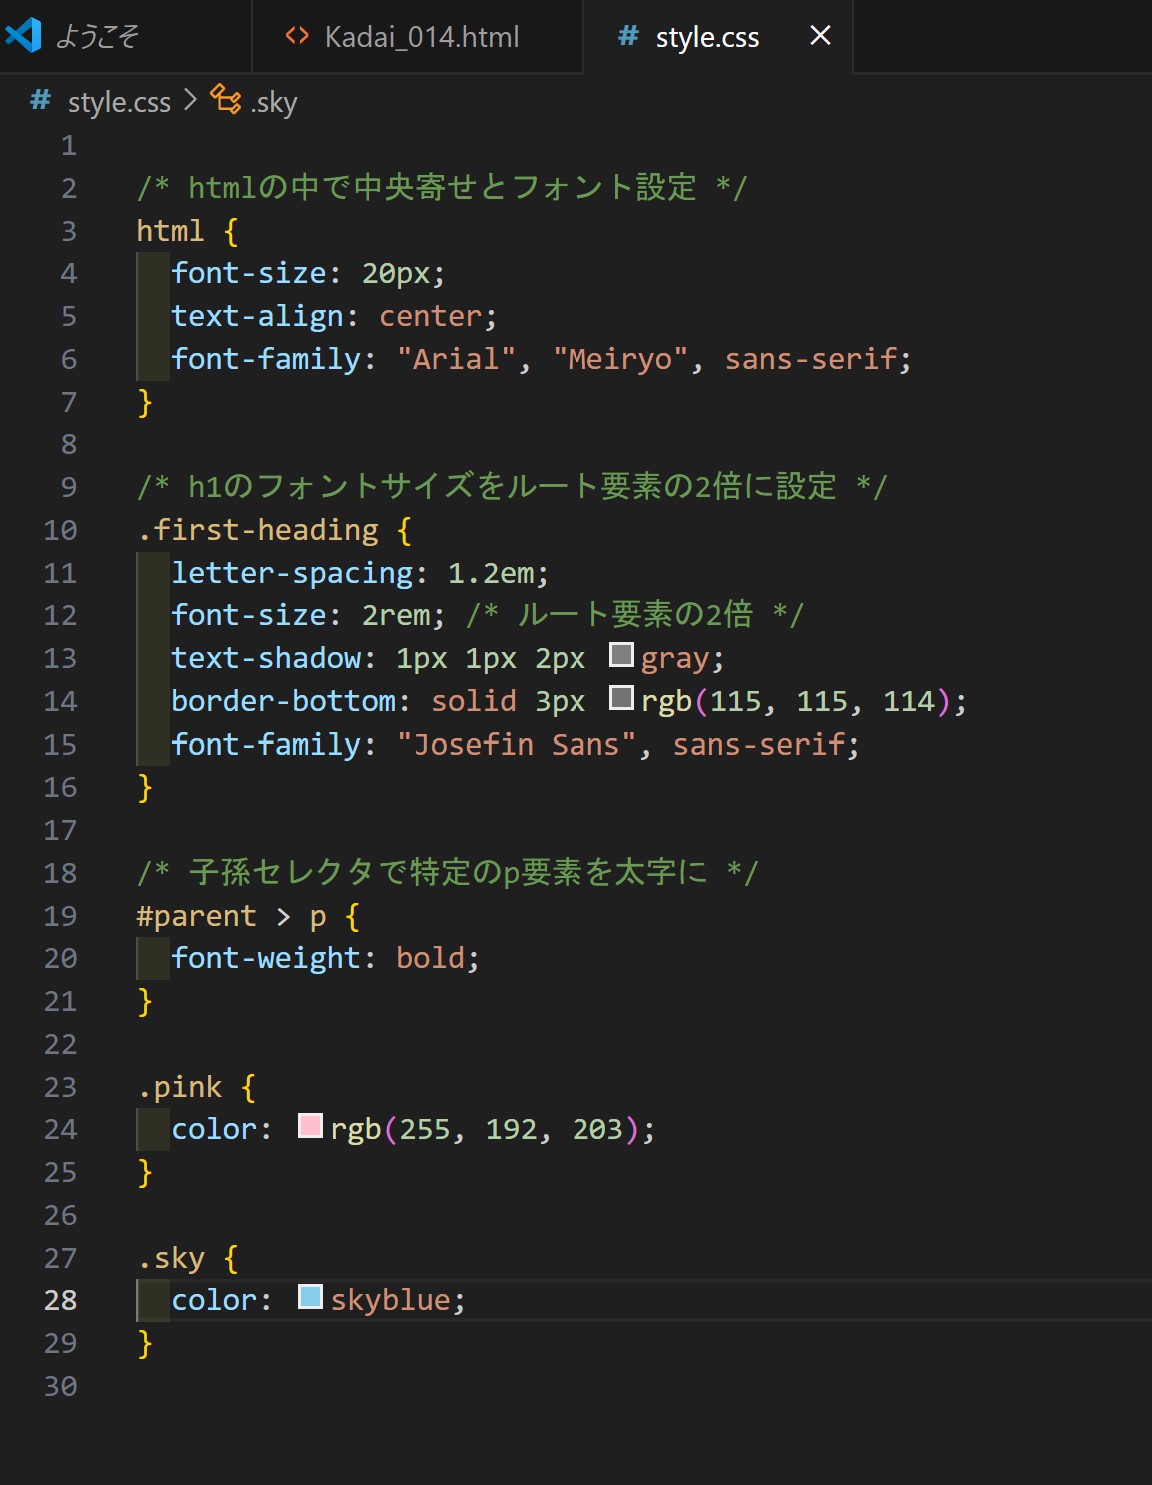 ようこそ
Kadai_014.html
style.css
style.css > .sky
1
2 /* htmlの中で中央寄せとフォント設定 */
3 html {
4 font-size: 20px;
5 text-align: center;
6 font-family: "Arial", "Meiryo", sans-serif;
7 }
8
9 /* h1のフォントサイズをルート要素の2倍に設定 */
10 .first-heading {
11 letter-spacing: 1.2em;
12 font-size: 2rem; /* ルート要素の2倍 */
13 text-shadow: 1px 1px 2px gray;
14 border-bottom: solid 3px rgb(115, 115, 114);
15 font-family: "Josefin Sans", sans-serif;
16 }
17
18 /* 子孫セレクタで特定のp要素を太字に */
19 #parent > p {
20 font-weight: bold;
21 }
22
23 .pink {
24 color: rgb(255, 192, 203);
25 }
26
27 .sky {
28 color: skyblue;
29 }
30